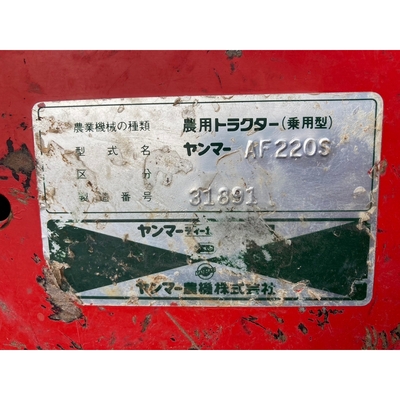 農業機械の種類 農用トラクター(乗用型)
型式名 ヤンマー AF220S
区分
製造番号 31891
ヤンマーディーゼル
ヤンマー農機株式会社